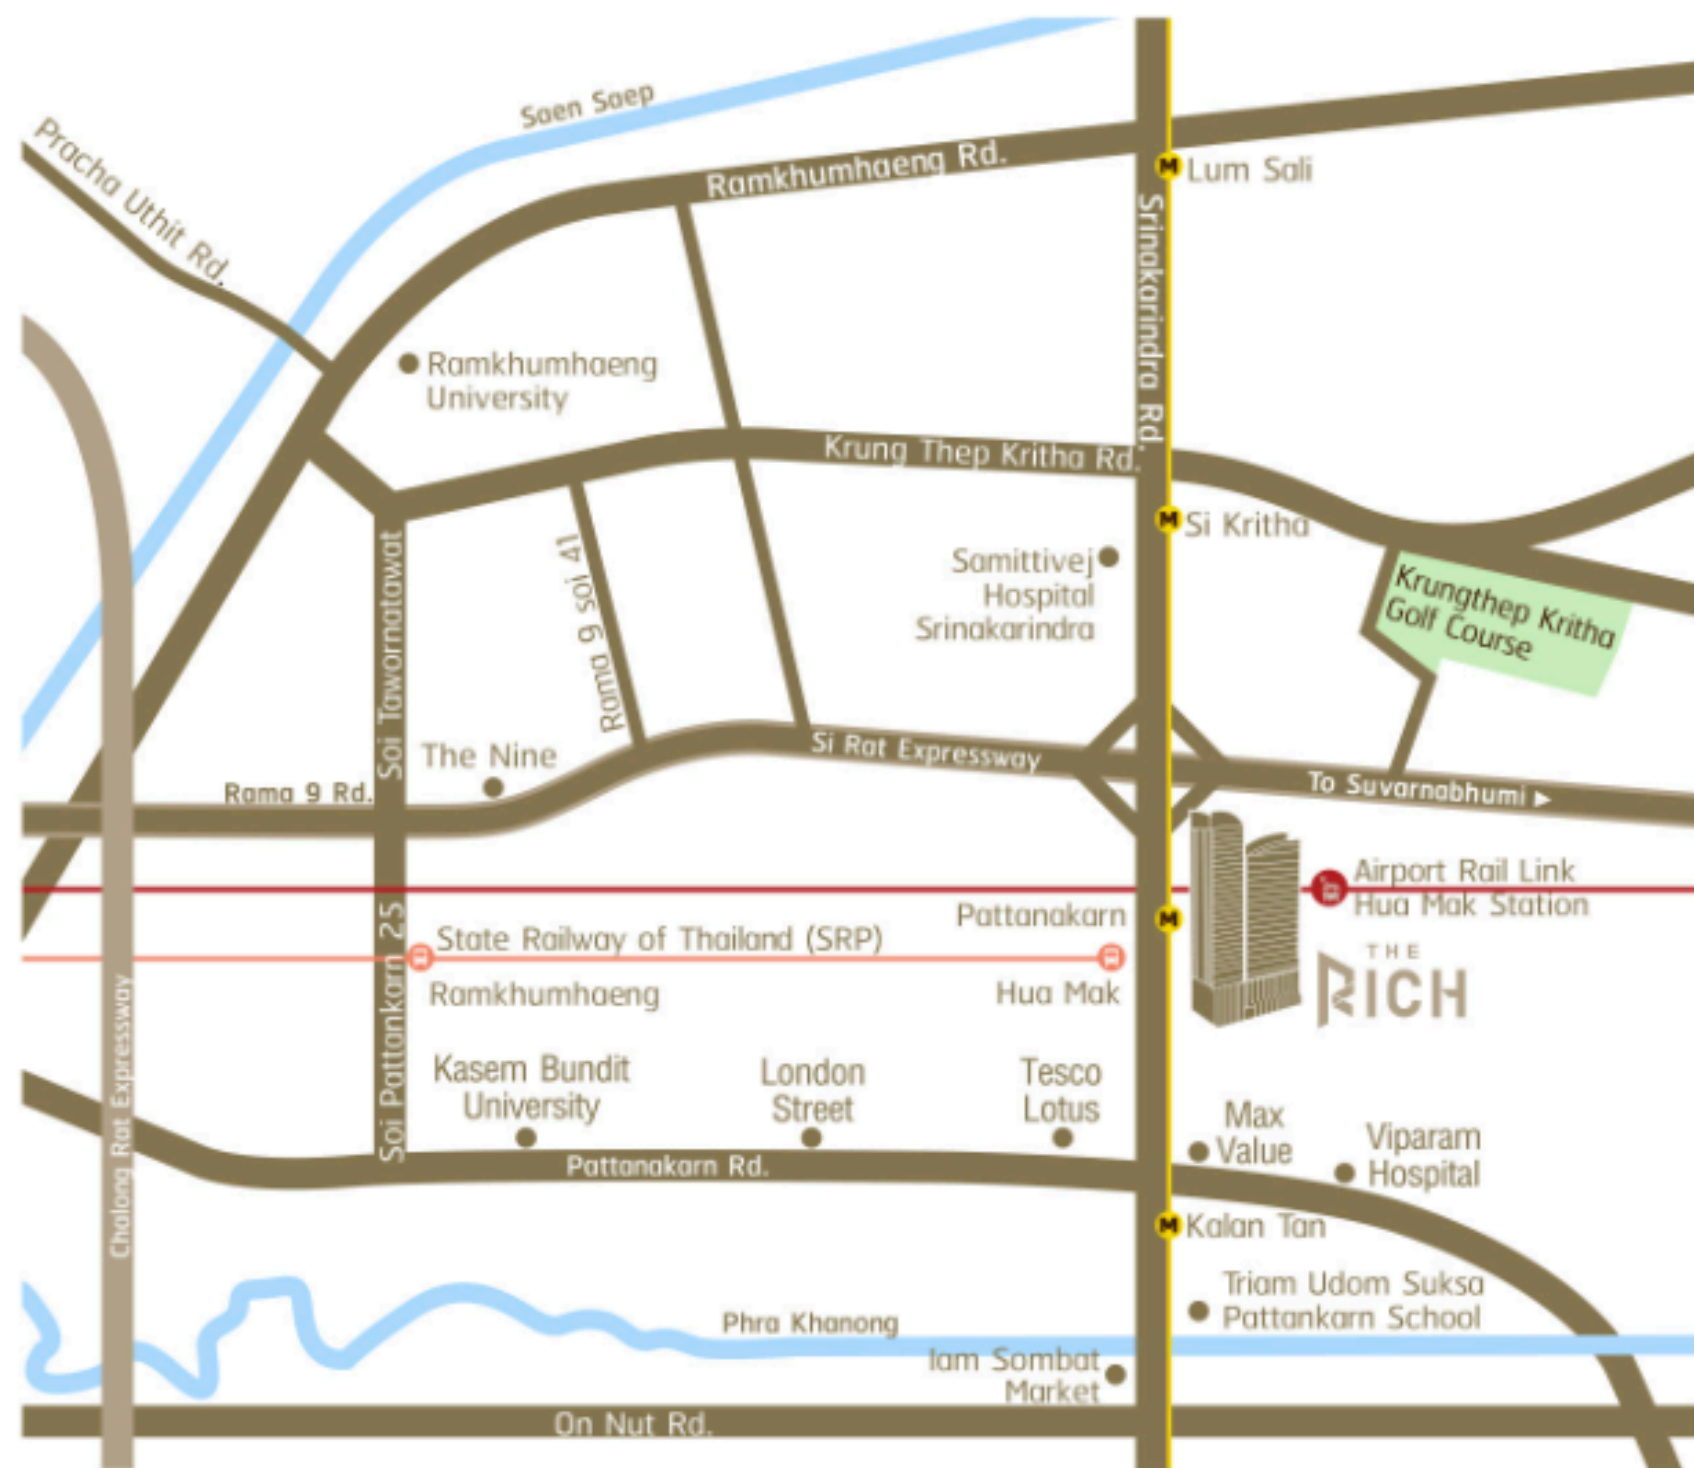 Saen Saep
Pracha Uthit Rd.
Ramkhumhaeng Rd.
M Lum Sali
Srinakarindra Rd.
Ramkhumhaeng
University
Krung Thep Kritha Rd.
M Si Kritha
Samittivej
Hospital
Srinakarindra
Krungthep Kritha
Golf Course
Soi Tawornatawat
Rama 9 soi 41
The Nine
Si Rat Expressway
Rama 9 Rd.
To Suvarnabhumi
Airport Rail Link
Hua Mak Station
Pattanakarn M
State Railway of Thailand (SRP)
Ramkhumhaeng
Hua Mak
THE
RICH
Soi Pattankarn 25
Chalong Rat Expressway
Kasem Bundit
University
London
Street
Tesco
Lotus
Max
Value
Viparam
Hospital
Pattanakarn Rd.
M Kalan Tan
Triam Udom Suksa
Pattankarn School
Phra Khanong
Iam Sombat
Market
On Nut Rd.